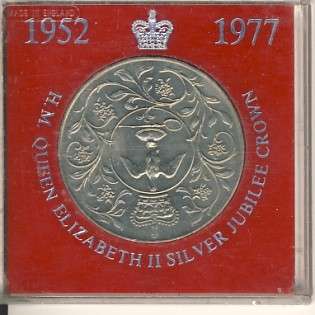 MADE IN ENGLAND
1952 1977
H.M. QUEEN ELIZABETH II SILVER JUBILEE CROWN